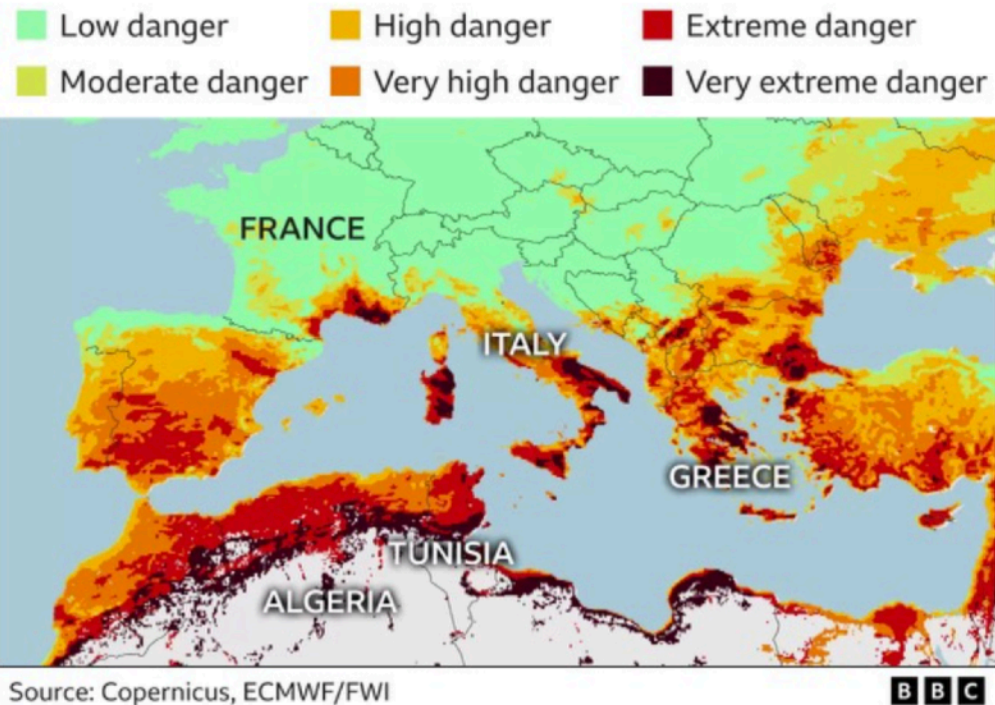 Low danger
High danger
Extreme danger
Moderate danger
Very high danger
Very extreme danger
FRANCE
ITALY
GREECE
TUNISIA
ALGERIA
Source: Copernicus, ECMWF/FWI
BBC